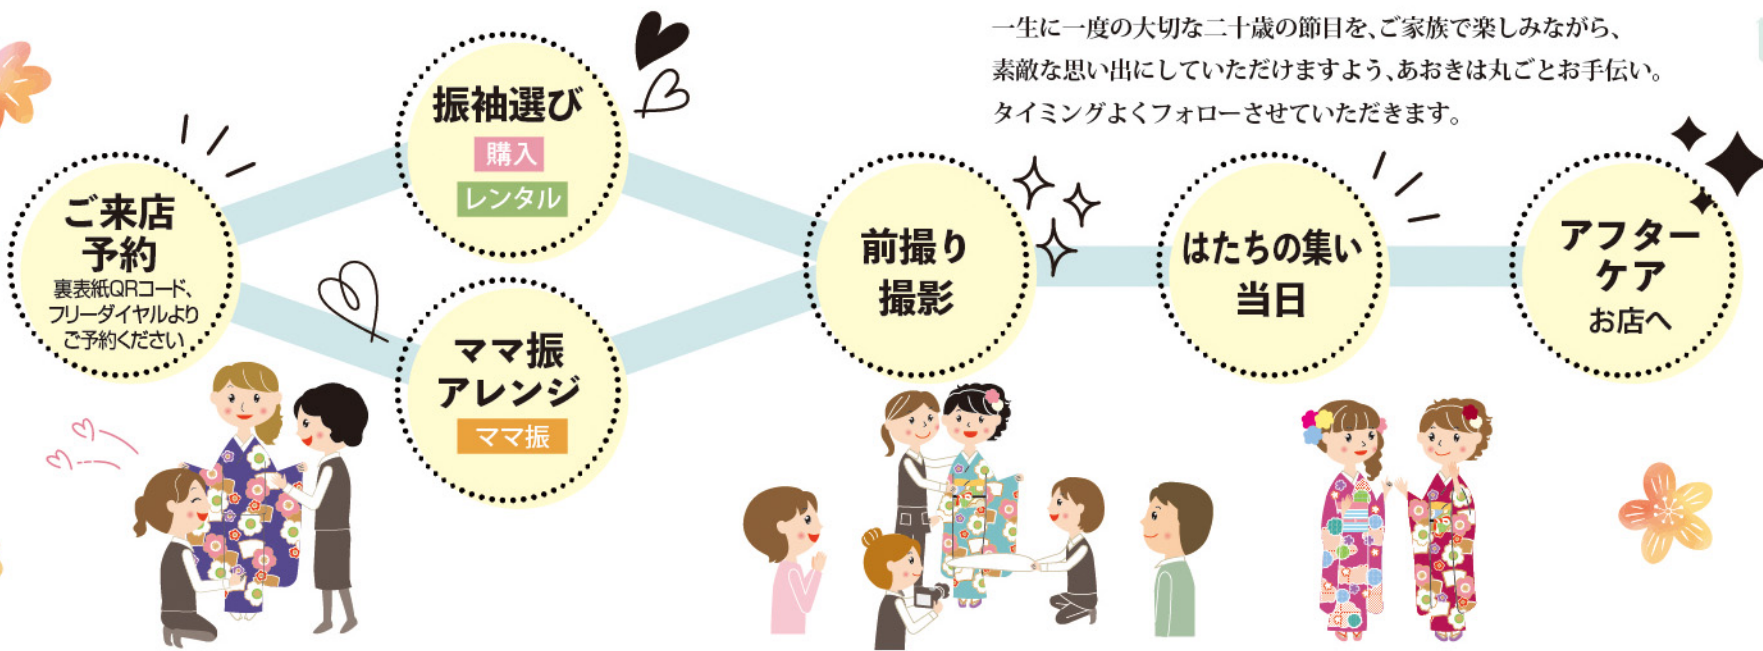 一生に一度の大切な二十歳の節目を、ご家族で楽しみながら、
素敵な思い出にしていただけますよう、あおきは丸ごとお手伝い。
タイミングよくフォローさせていただきます。
ご来店
予約
裏表紙QRコード、
フリーダイヤルより
ご予約ください
振袖選び
購入
レンタル
ママ振
アレンジ
ママ振
前撮り
撮影
はたちの集い
当日
アフター
ケア
お店へ